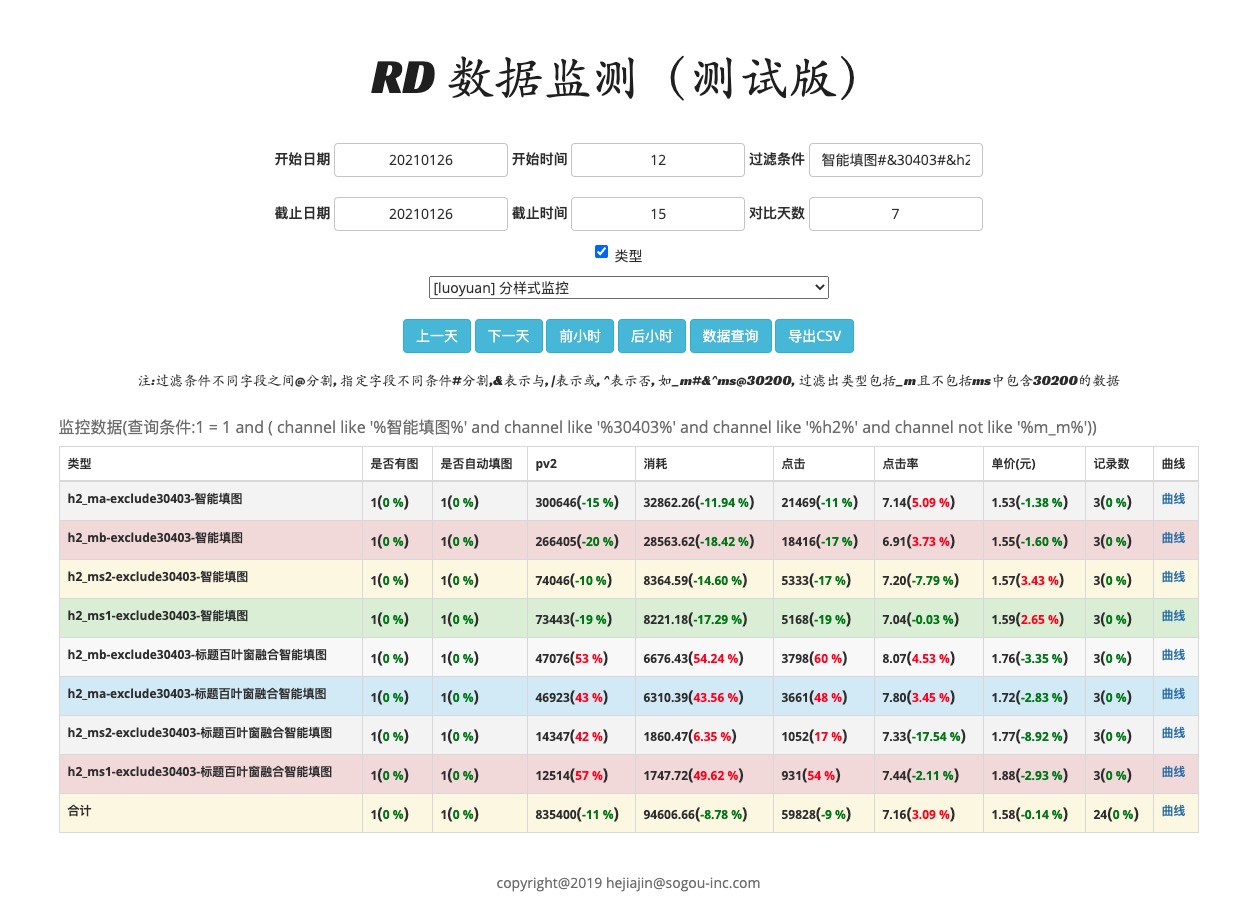 RD 数据监测（测试版）
开始日期 20210126 开始时间 12 过滤条件 智能填图#&30403#&h2
截止日期 20210126 截止时间 15 对比天数 7
类型
[luoyuan] 分样式监控
上一天 下一天 前小时 后小时 数据查询 导出CSV
注:过滤条件不同字段之间@分割, 指定字段不同条件#分割,&表示与,|表示或, ^表示否, 如_m#&^ms@30200, 过滤出类型包括_m且不包括ms中包含30200的数据
监控数据(查询条件:1 = 1 and ( channel like '%智能填图%' and channel like '%30403%' and channel like '%h2%' and channel not like '%m_m%'))
类型 是否有图 是否自动填图 pv2 消耗 点击 点击率 单价(元) 记录数 曲线
h2_ma-exclude30403-智能填图 1(0 %) 1(0 %) 300646(-15 %) 32862.26(-11.94 %) 21469(-11 %) 7.14(5.09 %) 1.53(-1.38 %) 3(0 %) 曲线
h2_mb-exclude30403-智能填图 1(0 %) 1(0 %) 266405(-20 %) 28563.62(-18.42 %) 18416(-17 %) 6.91(3.73 %) 1.55(-1.60 %) 3(0 %) 曲线
h2_ms2-exclude30403-智能填图 1(0 %) 1(0 %) 74046(-10 %) 8364.59(-14.60 %) 5333(-17 %) 7.20(-7.79 %) 1.57(3.43 %) 3(0 %) 曲线
h2_ms1-exclude30403-智能填图 1(0 %) 1(0 %) 73443(-19 %) 8221.18(-17.29 %) 5168(-19 %) 7.04(-0.03 %) 1.59(2.65 %) 3(0 %) 曲线
h2_mb-exclude30403-标题百叶窗融合智能填图 1(0 %) 1(0 %) 47076(53 %) 6676.43(54.24 %) 3798(60 %) 8.07(4.53 %) 1.76(-3.35 %) 3(0 %) 曲线
h2_ma-exclude30403-标题百叶窗融合智能填图 1(0 %) 1(0 %) 46923(43 %) 6310.39(43.56 %) 3661(48 %) 7.80(3.45 %) 1.72(-2.83 %) 3(0 %) 曲线
h2_ms2-exclude30403-标题百叶窗融合智能填图 1(0 %) 1(0 %) 14347(42 %) 1860.47(6.35 %) 1052(17 %) 7.33(-17.54 %) 1.77(-8.92 %) 3(0 %) 曲线
h2_ms1-exclude30403-标题百叶窗融合智能填图 1(0 %) 1(0 %) 12514(57 %) 1747.72(49.62 %) 931(54 %) 7.44(-2.11 %) 1.88(-2.93 %) 3(0 %) 曲线
合计 1(0 %) 1(0 %) 835400(-11 %) 94606.66(-8.78 %) 59828(-9 %) 7.16(3.09 %) 1.58(-0.14 %) 24(0 %) 曲线
copyright@2019 hejiajin@sogou-inc.com